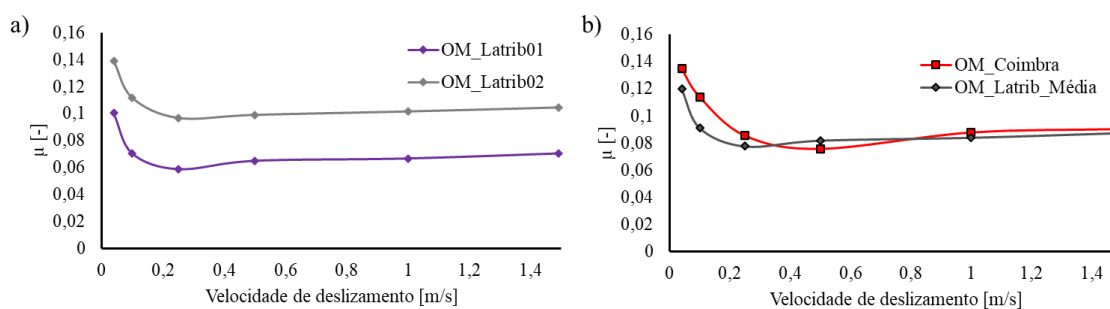 a)
μ [-]
0,16
0,14
0,12
0,1
0,08
0,06
0,04
0,02
0
OM_Latrib01
OM_Latrib02
0 0,2 0,4 0,6 0,8 1 1,2 1,4
Velocidade de deslizamento [m/s]
b)
μ [-]
0,16
0,14
0,12
0,10
0,08
0,06
0,04
0,02
0
OM_Coimbra
OM_Latrib_Média
0 0,2 0,4 0,6 0,8 1 1,2 1,4
Velocidade de deslizamento [m/s]